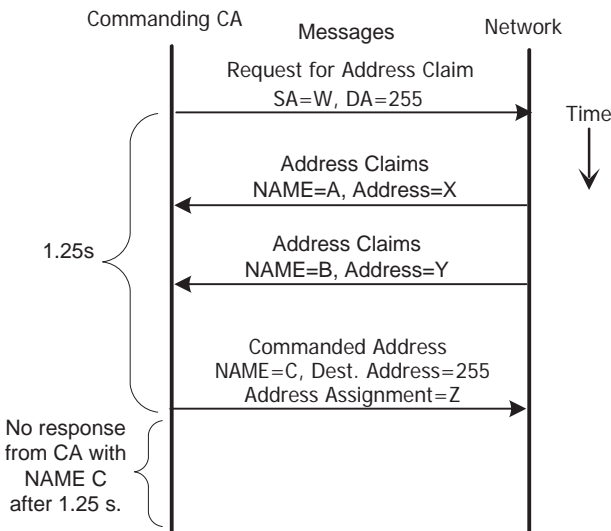 Commanding CA
Messages
Network
Request for Address Claim
SA=W, DA=255
Time
Address Claims
NAME=A, Address=X
1.25s
Address Claims
NAME=B, Address=Y
Commanded Address
NAME=C, Dest. Address=255
Address Assignment=Z
No response
from CA with
NAME C
after 1.25 s.